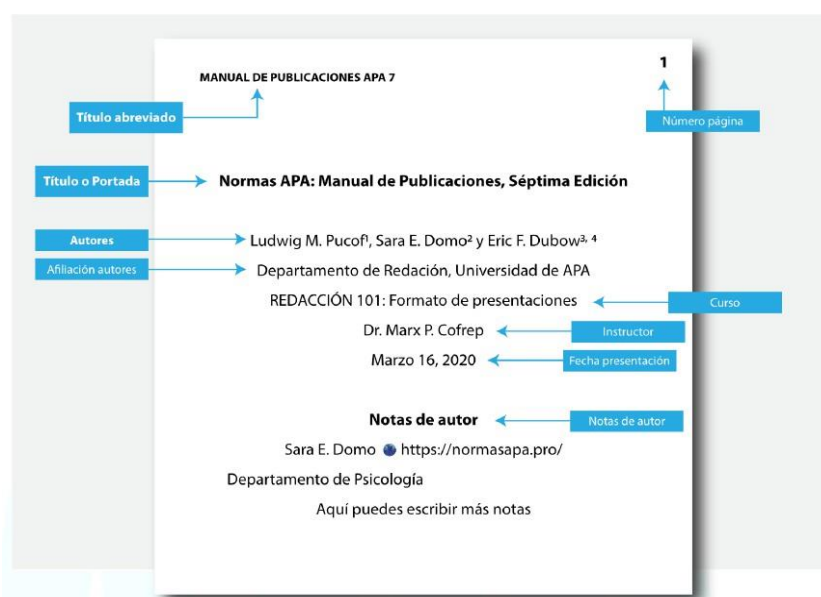 1
MANUAL DE PUBLICACIONES APA 7
Título abreviado
Número página
Título o Portada
Normas APA: Manual de Publicaciones, Séptima Edición
Autores
Ludwig M. Pucof¹, Sara E. Domo² y Eric F. Dubow³, ⁴
Afiliación autores
Departamento de Redación, Universidad de APA
REDACCIÓN 101: Formato de presentaciones
Curso
Dr. Marx P. Cofrep
Instructor
Marzo 16, 2020
Fecha presentación
Notas de autor
Notas de autor
Sara E. Domo https://normasapa.pro/
Departamento de Psicología
Aquí puedes escribir más notas